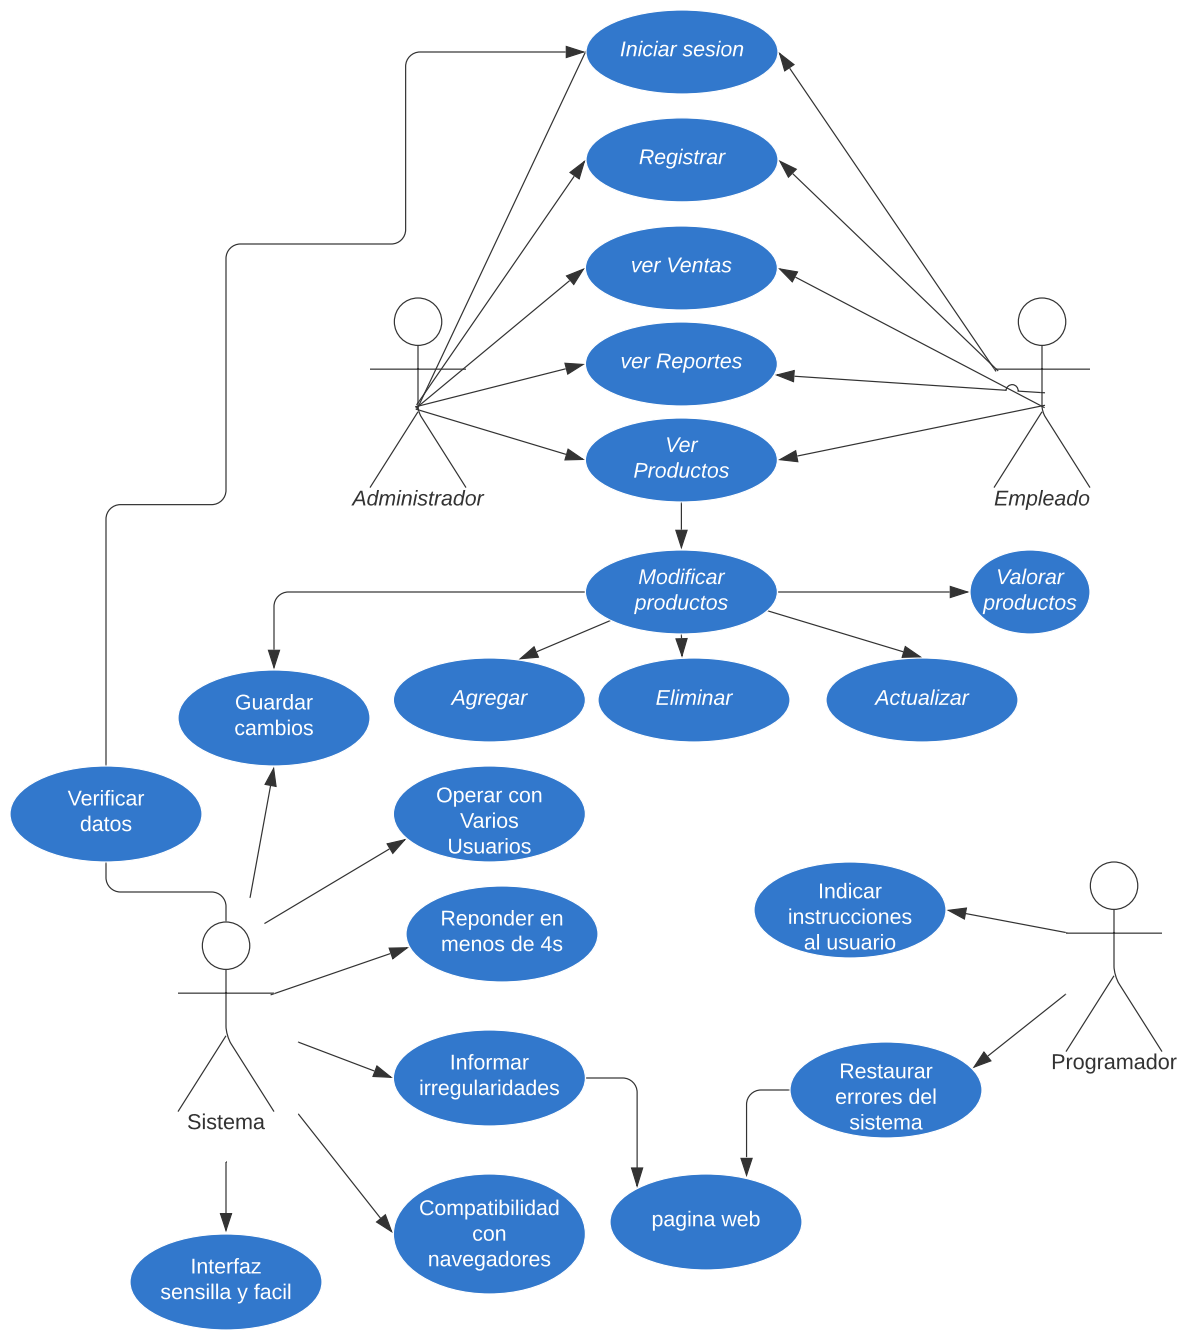 Iniciar sesion
Registrar
ver Ventas
ver Reportes
Ver
Productos
Administrador
Empleado
Modificar
productos
Valorar
productos
Guardar
cambios
Agregar
Eliminar
Actualizar
Verificar
datos
Operar con
Varios
Usuarios
Reponder en
menos de 4s
Indicar
instrucciones
al usuario
Informar
irregularidades
Restaurar
errores del
sistema
Programador
Sistema
Compatibilidad
con
navegadores
pagina web
Interfaz
sensilla y facil